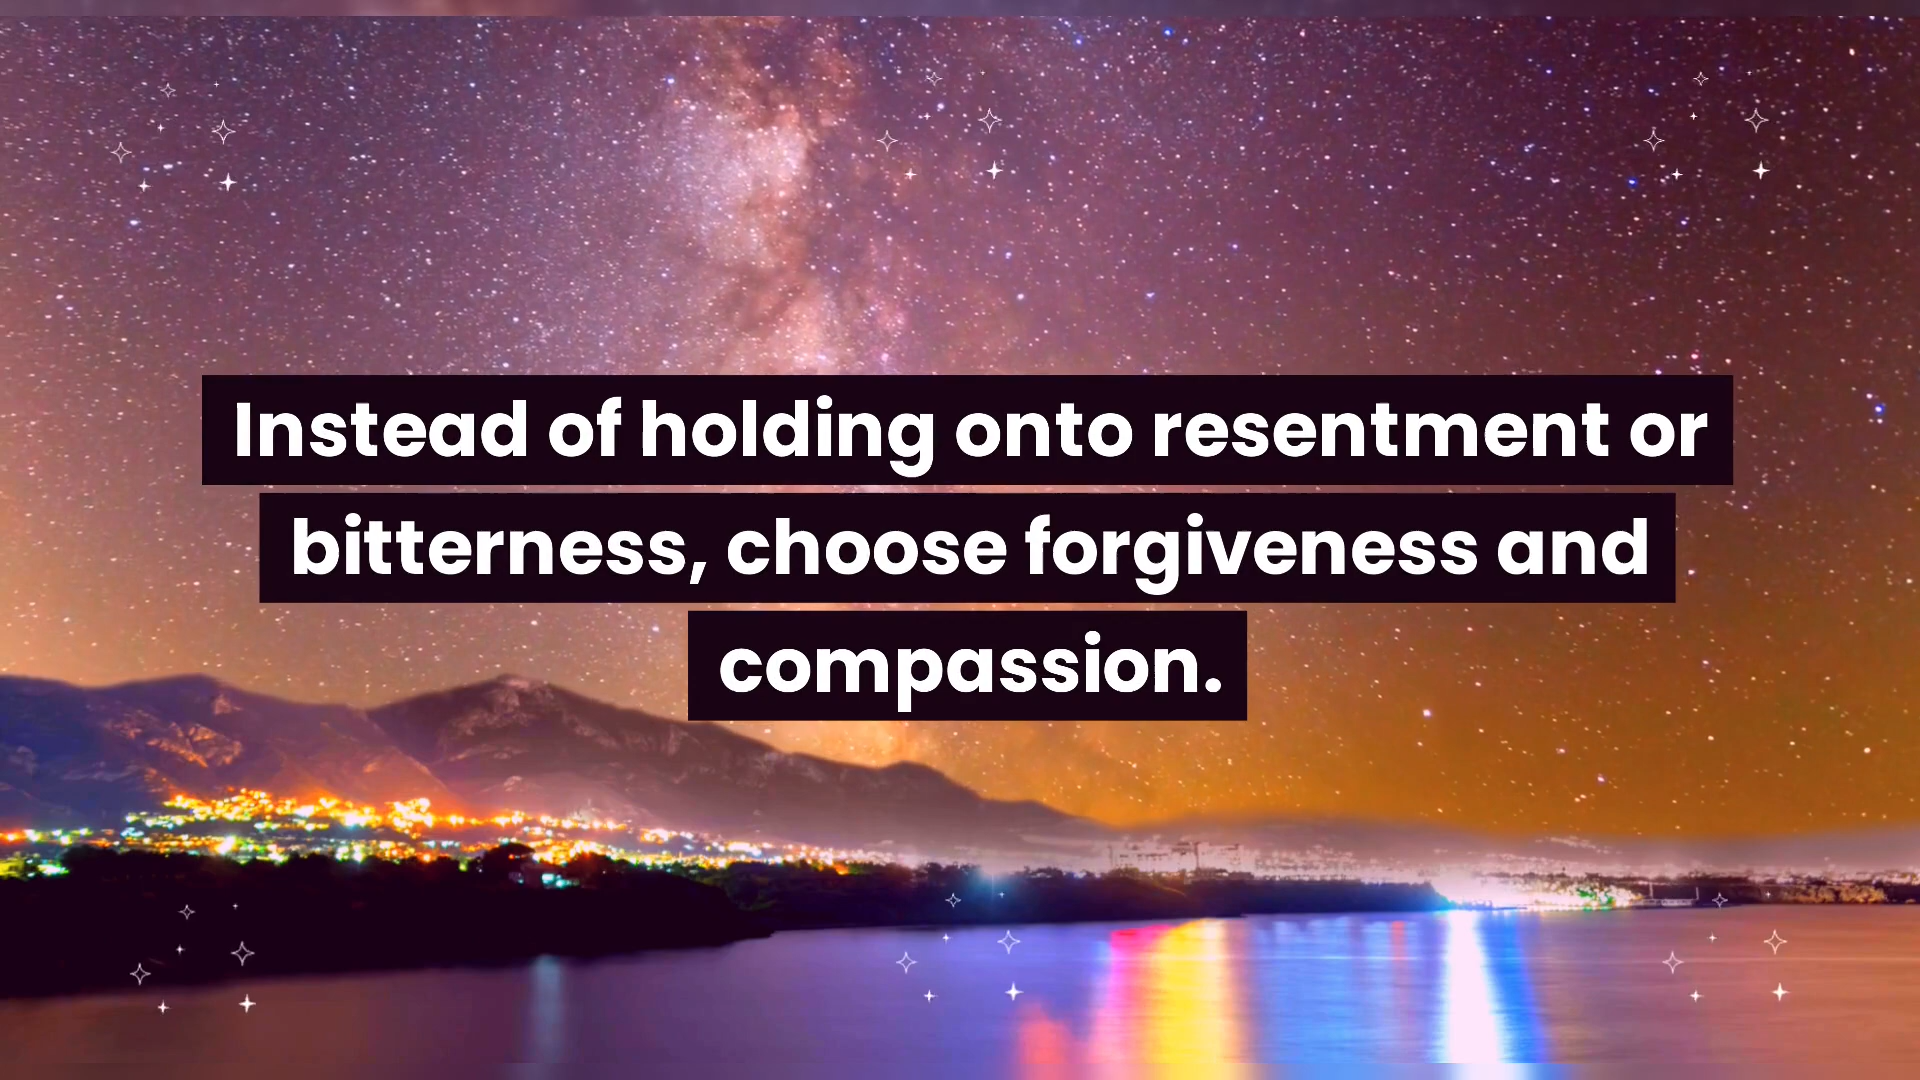 Instead of holding onto resentment or
bitterness, choose forgiveness and
compassion.